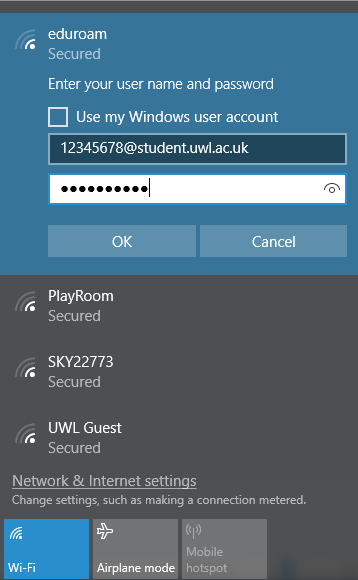 eduroam
Secured
Enter your user name and password
Use my Windows user account
12345678@student.uwl.ac.uk
●●●●●●●●●●
OK
Cancel
PlayRoom
Secured
SKY22773
Secured
UWL Guest
Secured
Network & Internet settings
Change settings, such as making a connection metered.
Wi-Fi
Airplane mode
Mobile
hotspot